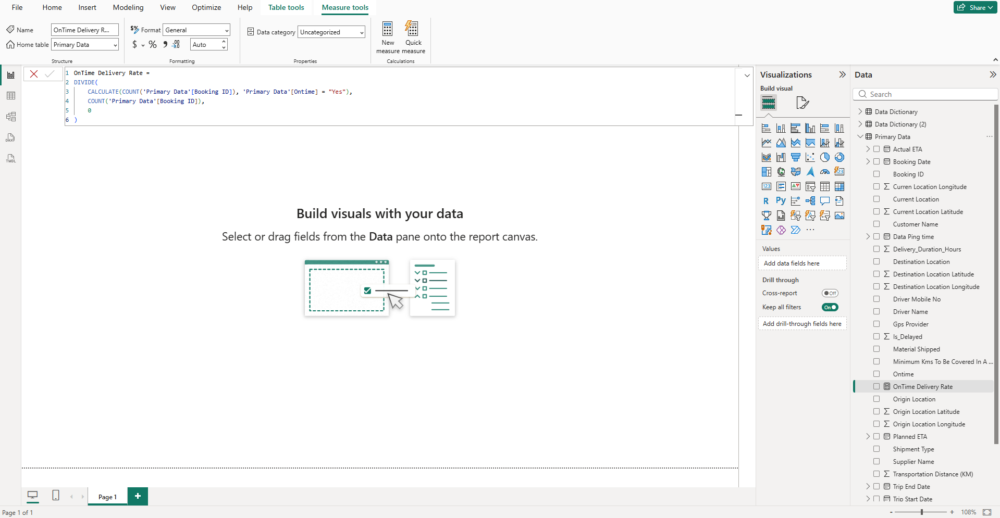 File Home Insert Modeling View Optimize Help Table tools Measure tools Share
Name OnTime Delivery R... Format General Data category Uncategorized
Home table Primary Data $ % Auto
New measure Quick measure
Structure Formatting Properties Calculations
1 OnTime Delivery Rate =
2 DIVIDE(
3 CALCULATE(COUNT('Primary Data'[Booking ID]), 'Primary Data'[Ontime] = "Yes"),
4 COUNT('Primary Data'[Booking ID]),
5 0
6 )
DAX
TMDL
Build visuals with your data
Select or drag fields from the Data pane onto the report canvas.
Visualizations
Build visual
123
123
R Py
...
Values
Add data fields here
Drill through
Cross-report Off
Keep all filters On
Add drill-through fields here
Data
Search
Data Dictionary
Data Dictionary (2)
Primary Data ...
Actual ETA
Booking Date
Booking ID
Curren Location Longitude
Current Location
Current Location Latitude
Customer Name
Data Ping time
Delivery_Duration_Hours
Destination Location
Destination Location Latitude
Destination Location Longitude
Driver Mobile No
Driver Name
Gps Provider
Is_Delayed
Material Shipped
Minimum Kms To Be Covered In A ...
Ontime
OnTime Delivery Rate
Origin Location
Origin Location Latitude
Origin Location Longitude
Planned ETA
Shipment Type
Supplier Name
Transportation Distance (KM)
Trip End Date
Trip Start Date
Page 1 +
Page 1 of 1
- + 108%